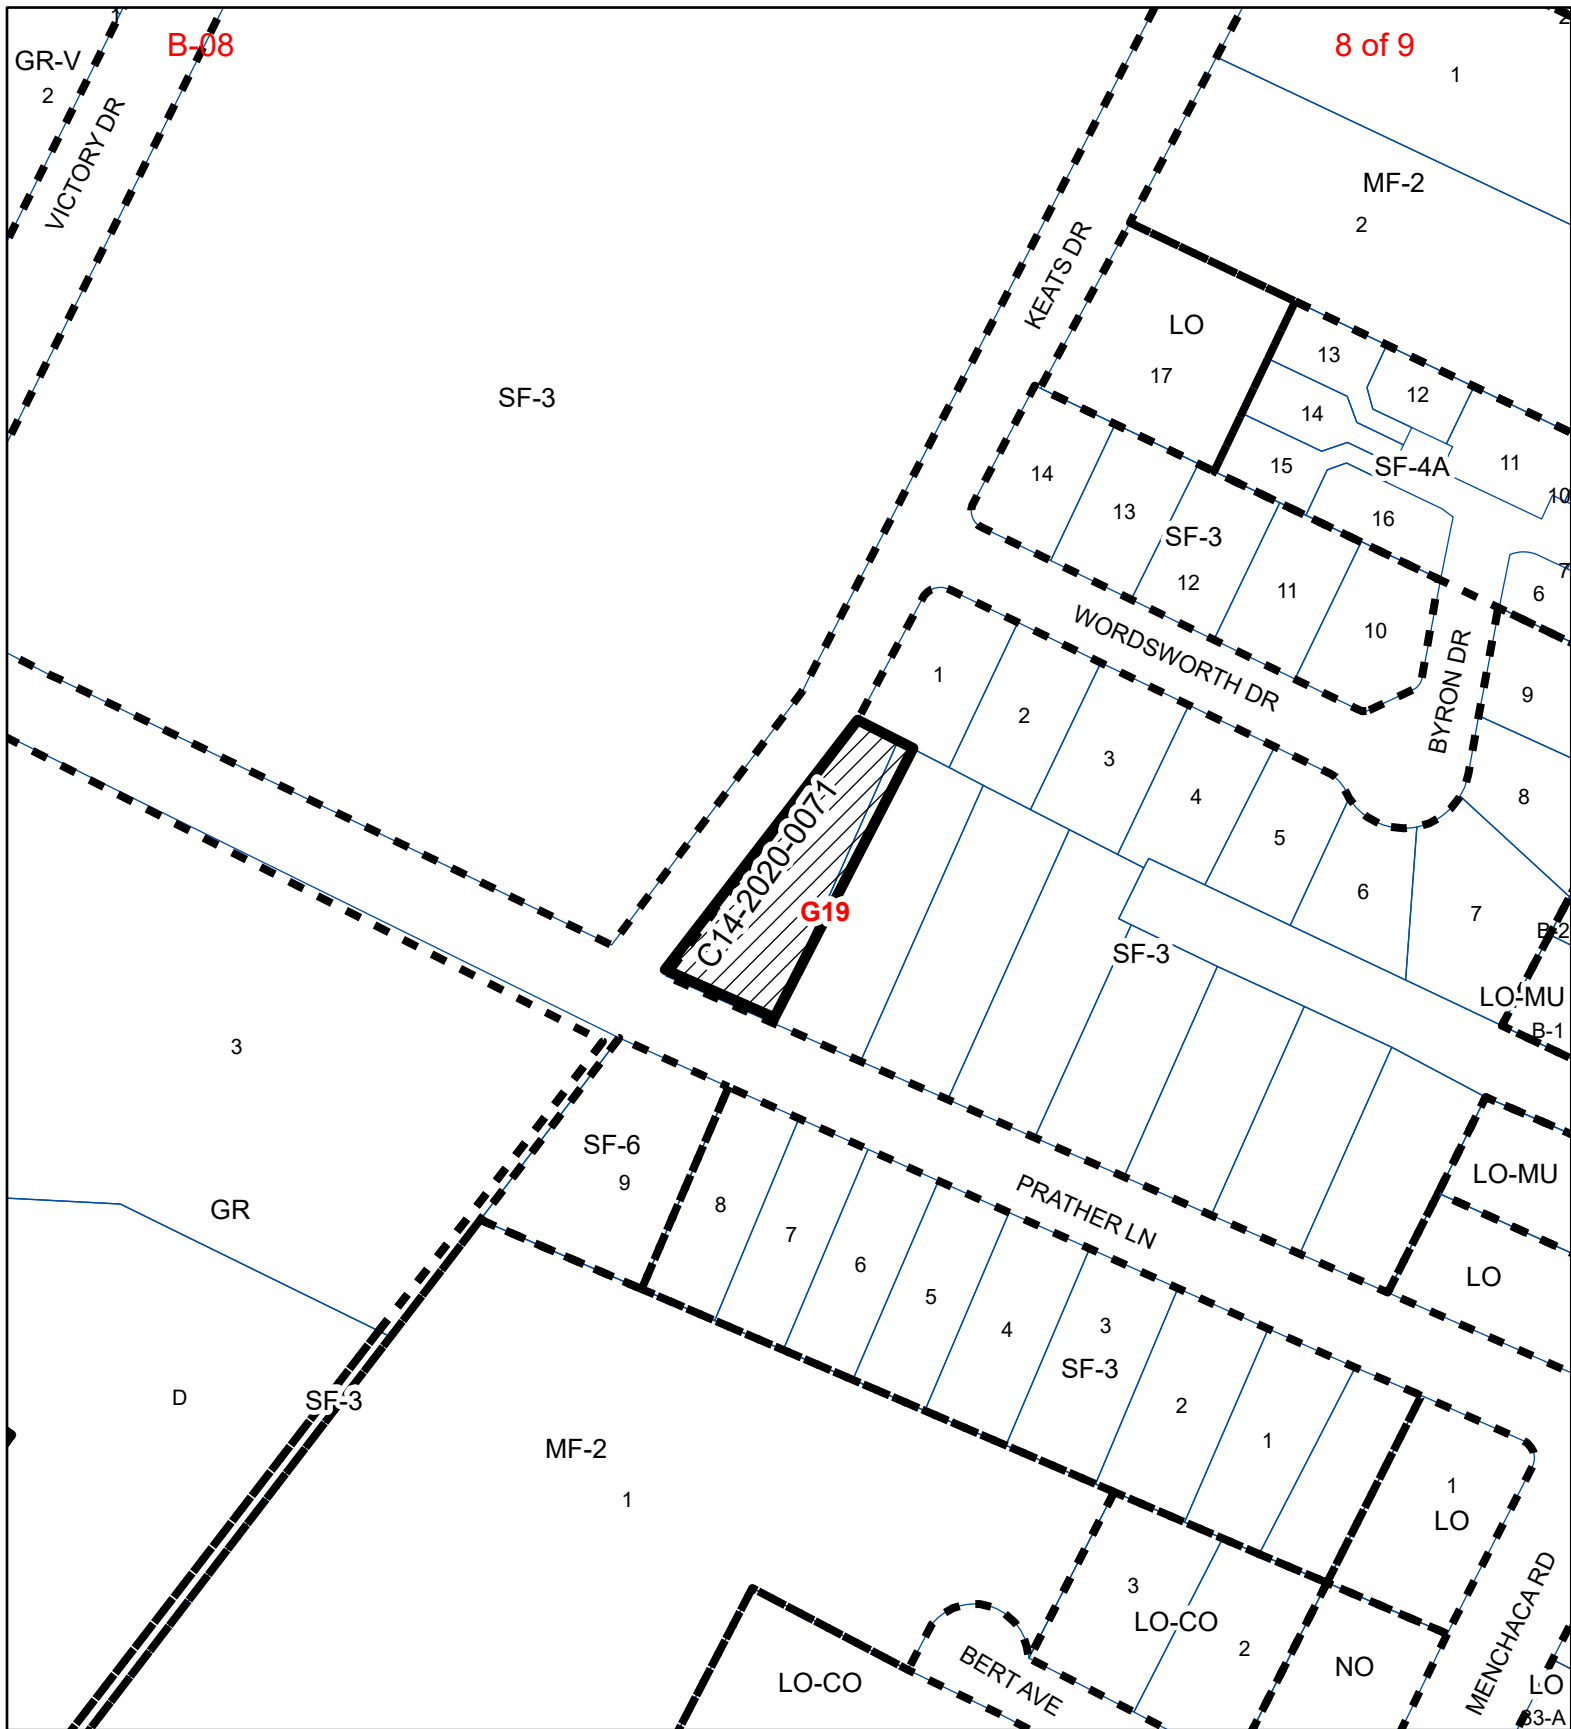 B-08
8 of 9
GR-V
2
1
1
VICTORY DR
MF-2
2
KEATS DR
LO
17
SF-3
13
12
14
15
SF-4A
11
10
14
13
SF-3
16
12
11
10
7
6
WORDSWORTH DR
BYRON DR
9
1
2
3
4
5
6
7
8
C14-2020-0071
G19
SF-3
B-2
LO-MU
B-1
3
SF-6
9
GR
8
7
6
5
4
3
SF-3
2
1
PRATHER LN
LO-MU
LO
D
SF-3
MF-2
1
1
LO
3
LO-CO
2
NO
LO-CO
BERT AVE
MENCHACA RD
LO
33-A